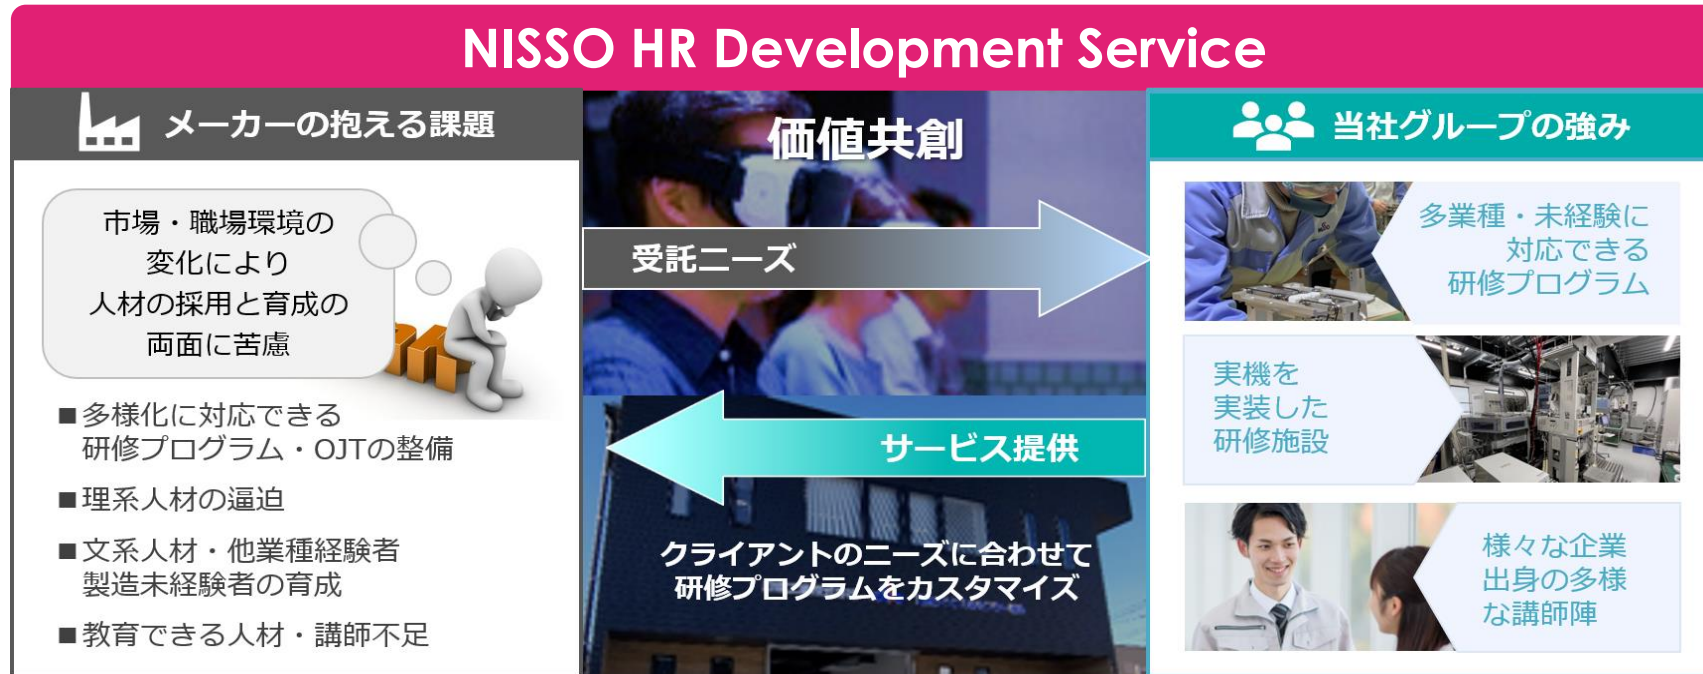 NISSO HR Development Service
メーカーの抱える課題
市場・職場環境の
変化により
人材の採用と育成の
両面に苦慮
■多様化に対応できる
研修プログラム・OJTの整備
■理系人材の逼迫
■文系人材・他業種経験者
製造未経験者の育成
■教育できる人材・講師不足
価値共創
受託ニーズ
サービス提供
クライアントのニーズに合わせて
研修プログラムをカスタマイズ
当社グループの強み
多業種・未経験に
対応できる
研修プログラム
実機を
実装した
研修施設
様々な企業
出身の多様
な講師陣